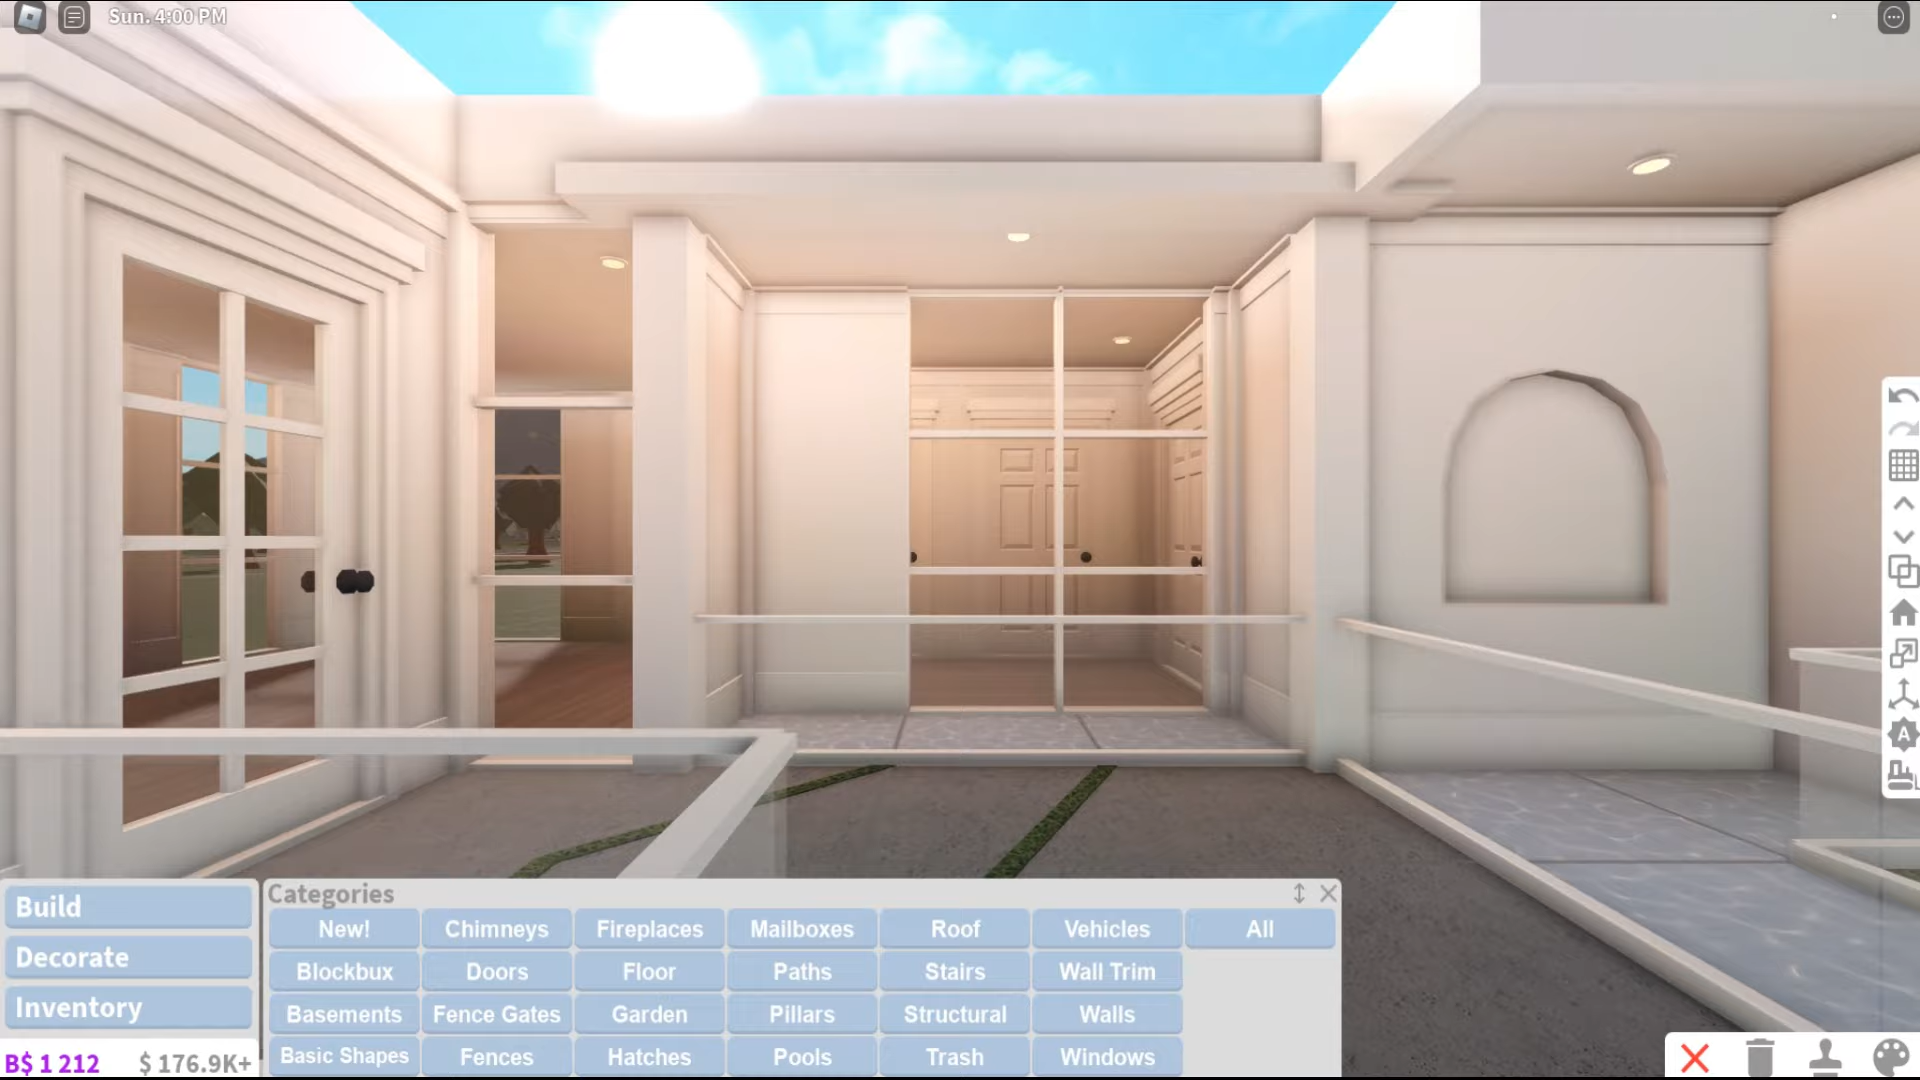 Sun. 4:00 PM
Build
Decorate
Inventory
B$ 1 212 $ 176.9K+
Categories
New! Chimneys Fireplaces Mailboxes Roof Vehicles All
Blockbux Doors Floor Paths Stairs Wall Trim
Basements Fence Gates Garden Pillars Structural Walls
Basic Shapes Fences Hatches Pools Trash Windows
A